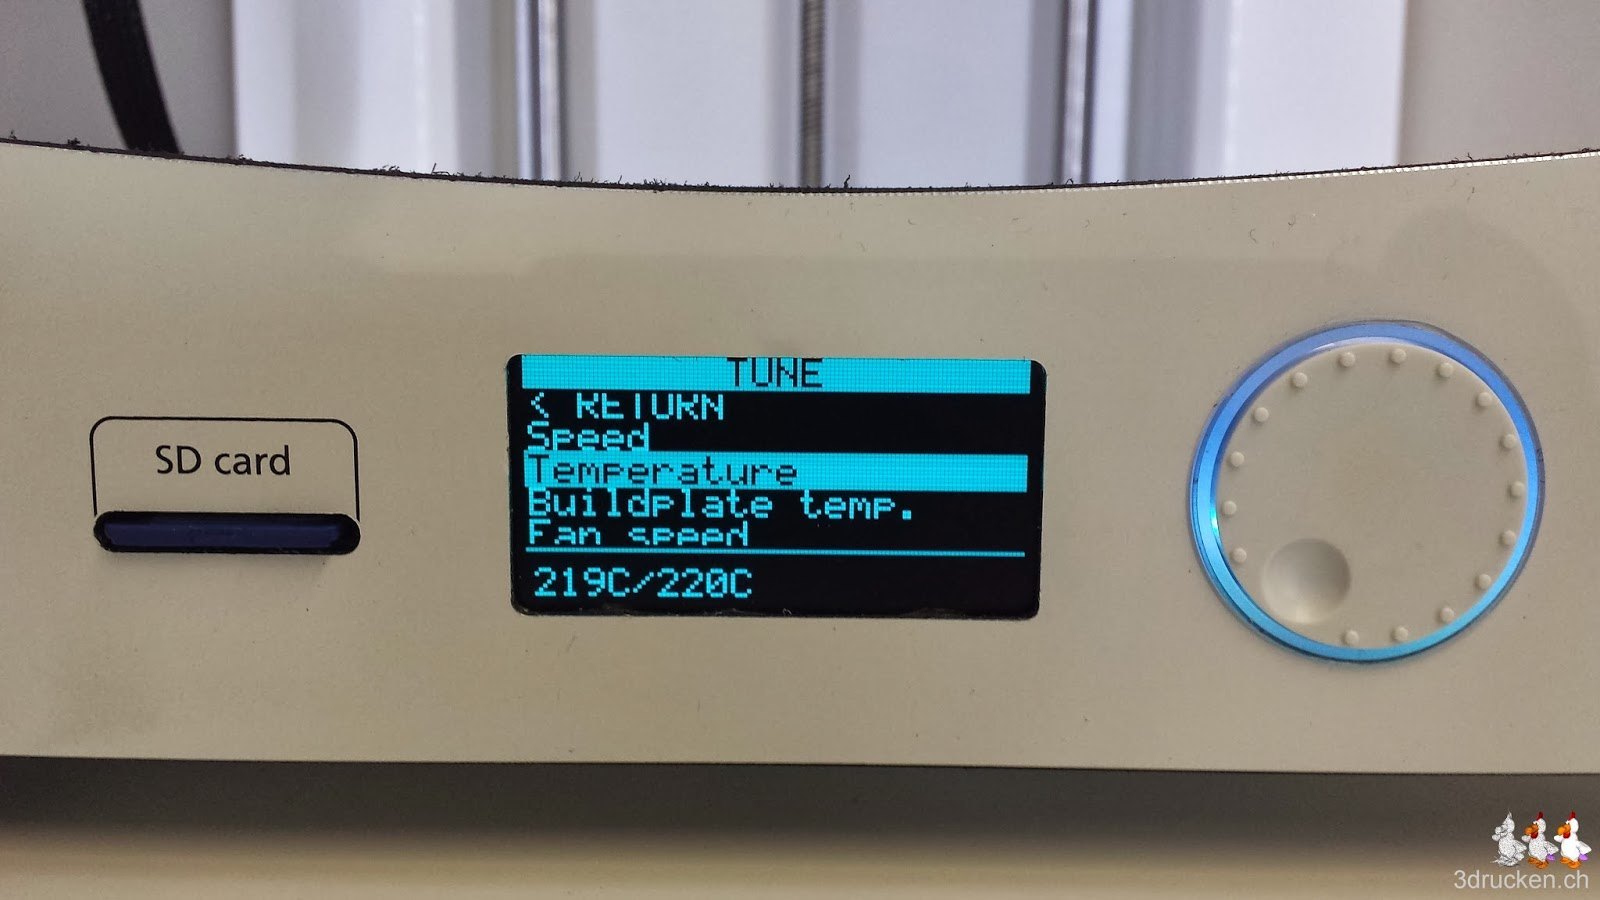 SD card
TUNE
< RETURN
Speed
Temperature
Buildplate temp.
Fan speed
219C/220C
3drucken.ch